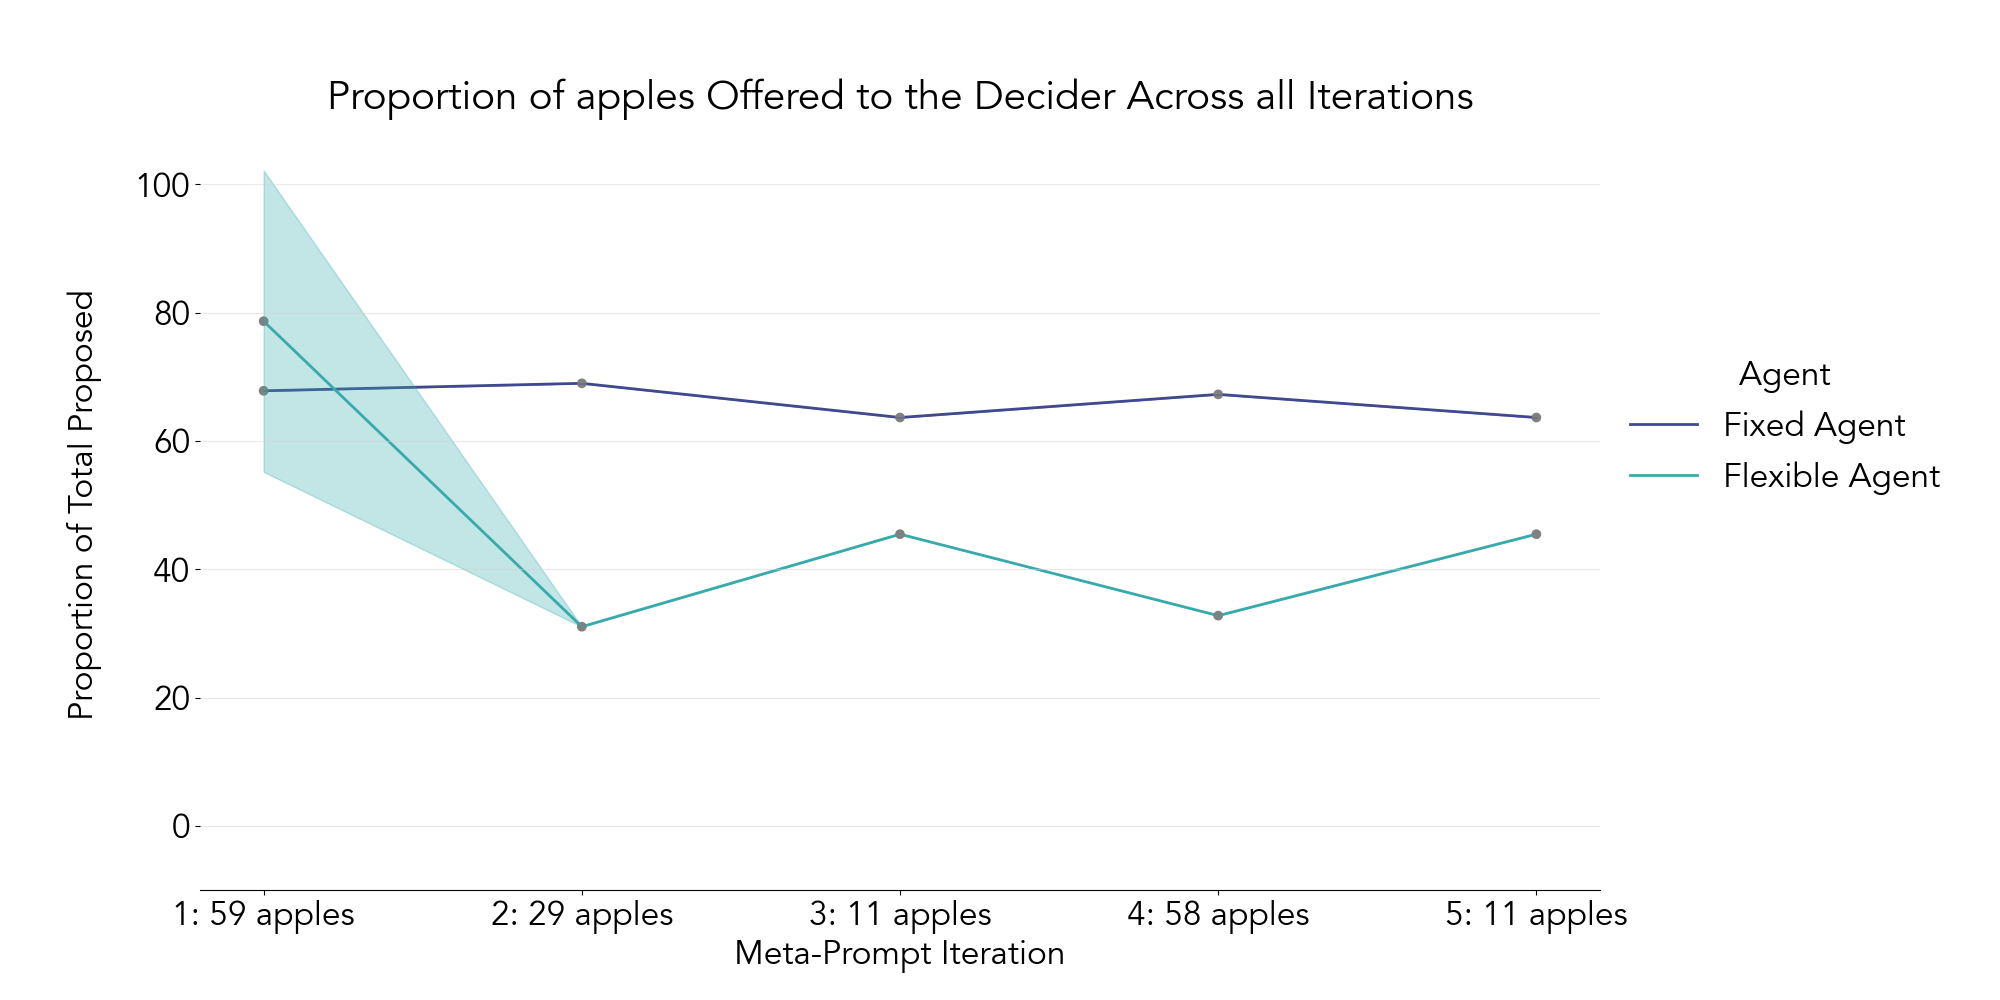 Proportion of apples Offered to the Decider Across all Iterations
Proportion of Total Proposed
100
80
60
40
20
0
1: 59 apples
2: 29 apples
3: 11 apples
4: 58 apples
5: 11 apples
Meta-Prompt Iteration
Agent
Fixed Agent
Flexible Agent